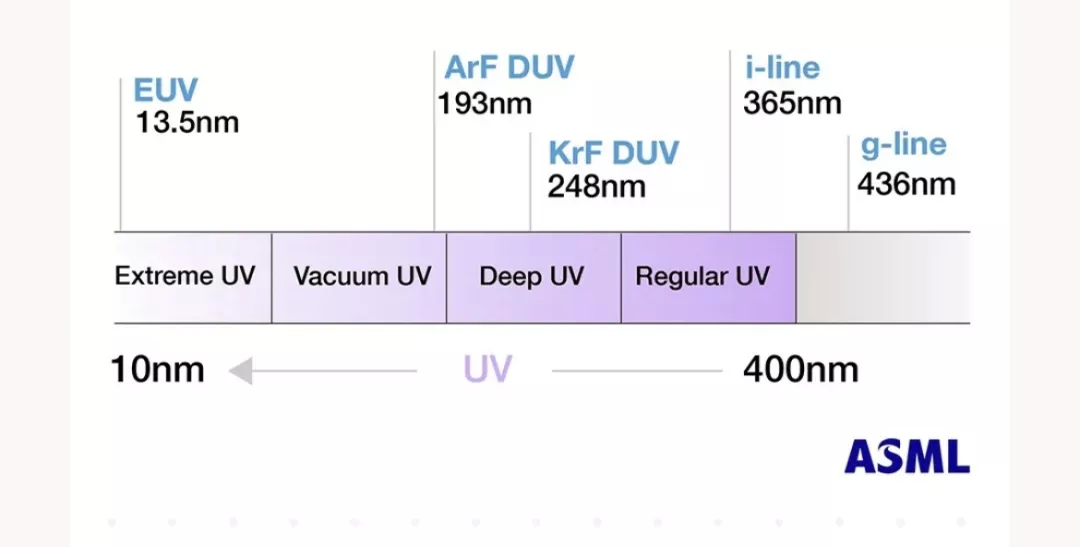 EUV
13.5nm
ArF DUV
193nm
KrF DUV
248nm
i-line
365nm
g-line
436nm
Extreme UV
Vacuum UV
Deep UV
Regular UV
10nm
UV
400nm
ASML